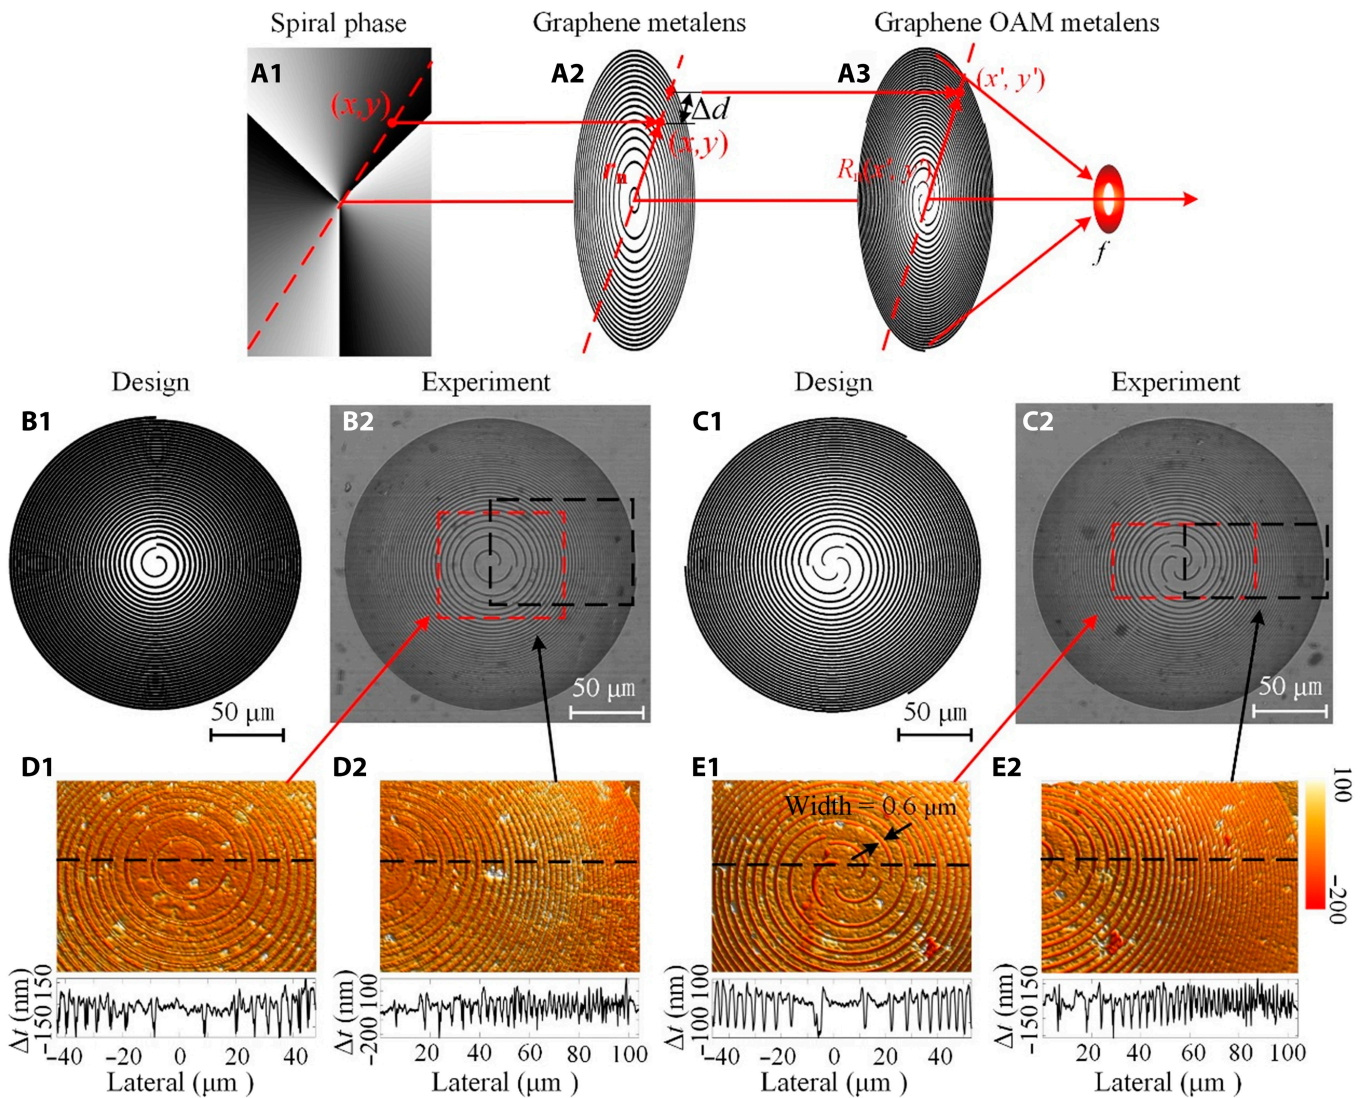 Spiral phase
Graphene metalens
Graphene OAM metalens
A1
A2
A3
(x,y)
Δd
(x,y)
r_n
(x', y')
R_n(x', y')
f
Design
Experiment
Design
Experiment
B1
B2
C1
C2
50 μm
50 μm
50 μm
50 μm
D1
D2
E1
E2
Width = 0.6 μm
100
−200
Δt (nm)
−150 150
−40 −20 0 20 40
Lateral (μm )
Δt (nm)
−200 100
20 40 60 80 100
Lateral (μm )
Δt (nm)
100 100
−40 −20 0 20 40
Lateral (μm )
Δt (nm)
−150 150
20 40 60 80 100
Lateral (μm )